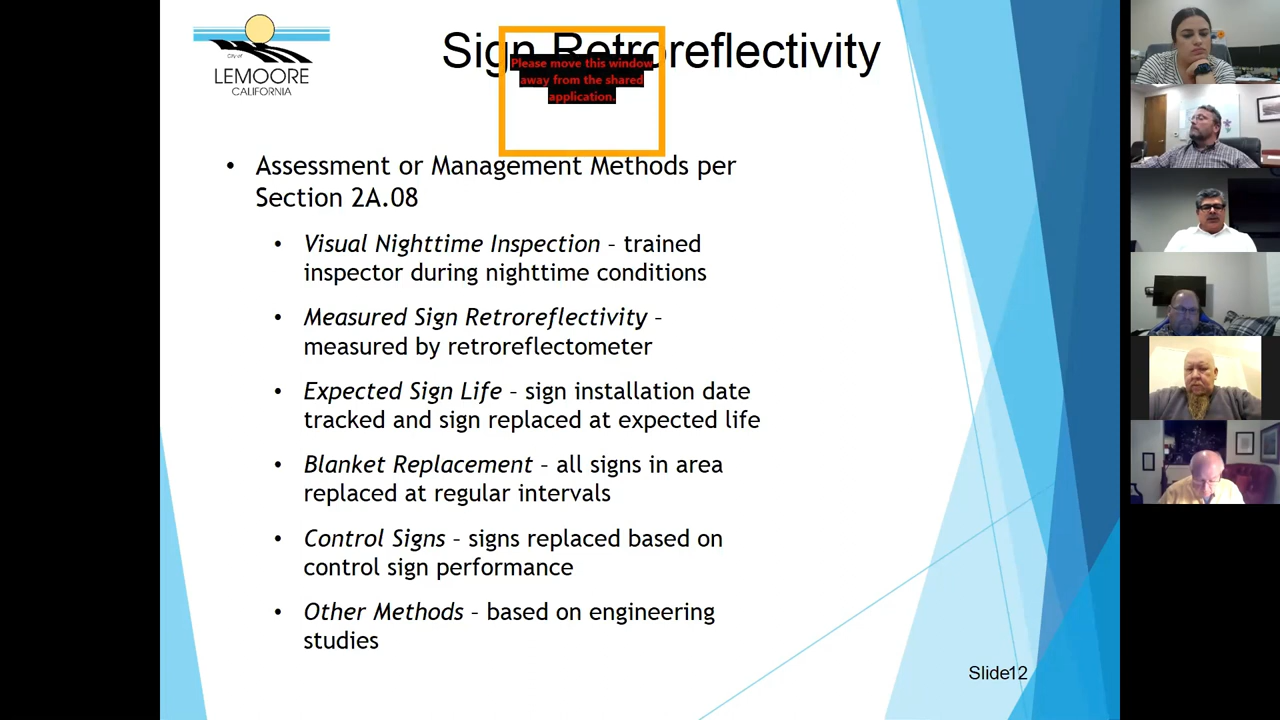 City of
LEMOORE
CALIFORNIA
Sign Retroreflectivity
Please move this window
away from the shared
application.
• Assessment or Management Methods per
Section 2A.08
• Visual Nighttime Inspection – trained
inspector during nighttime conditions
• Measured Sign Retroreflectivity –
measured by retroreflectometer
• Expected Sign Life – sign installation date
tracked and sign replaced at expected life
• Blanket Replacement – all signs in area
replaced at regular intervals
• Control Signs – signs replaced based on
control sign performance
• Other Methods – based on engineering
studies
Slide12